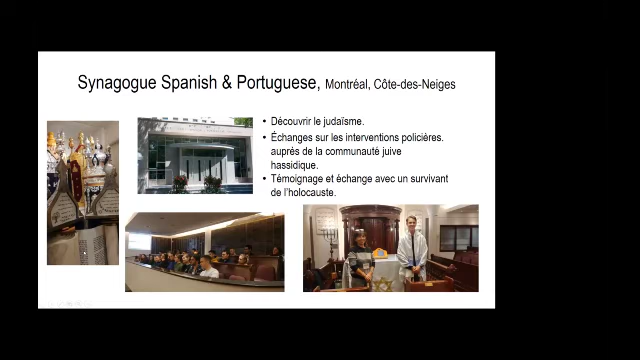 Synagogue Spanish & Portuguese, Montréal, Côte-des-Neiges
• Découvrir le judaïsme.
• Échanges sur les interventions policières.
auprès de la communauté juive
hassidique.
• Témoignage et échange avec un survivant
de l'holocauste.